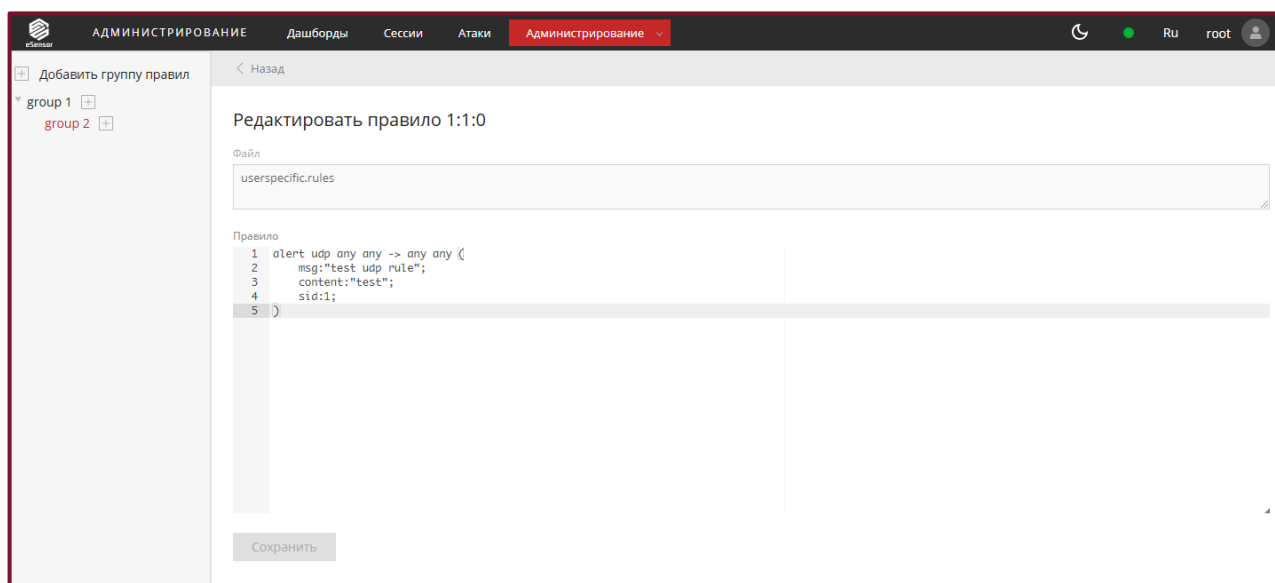 eSensor
АДМИНИСТРИРОВАНИЕ Дашборды Сессии Атаки Администрирование Ru root
Добавить группу правил
Назад
group 1
group 2
Редактировать правило 1:1:0
Файл
userspecific.rules
Правило
1 alert udp any any -> any any (
2 msg:"test udp rule";
3 content:"test";
4 sid:1;
5 )
Сохранить